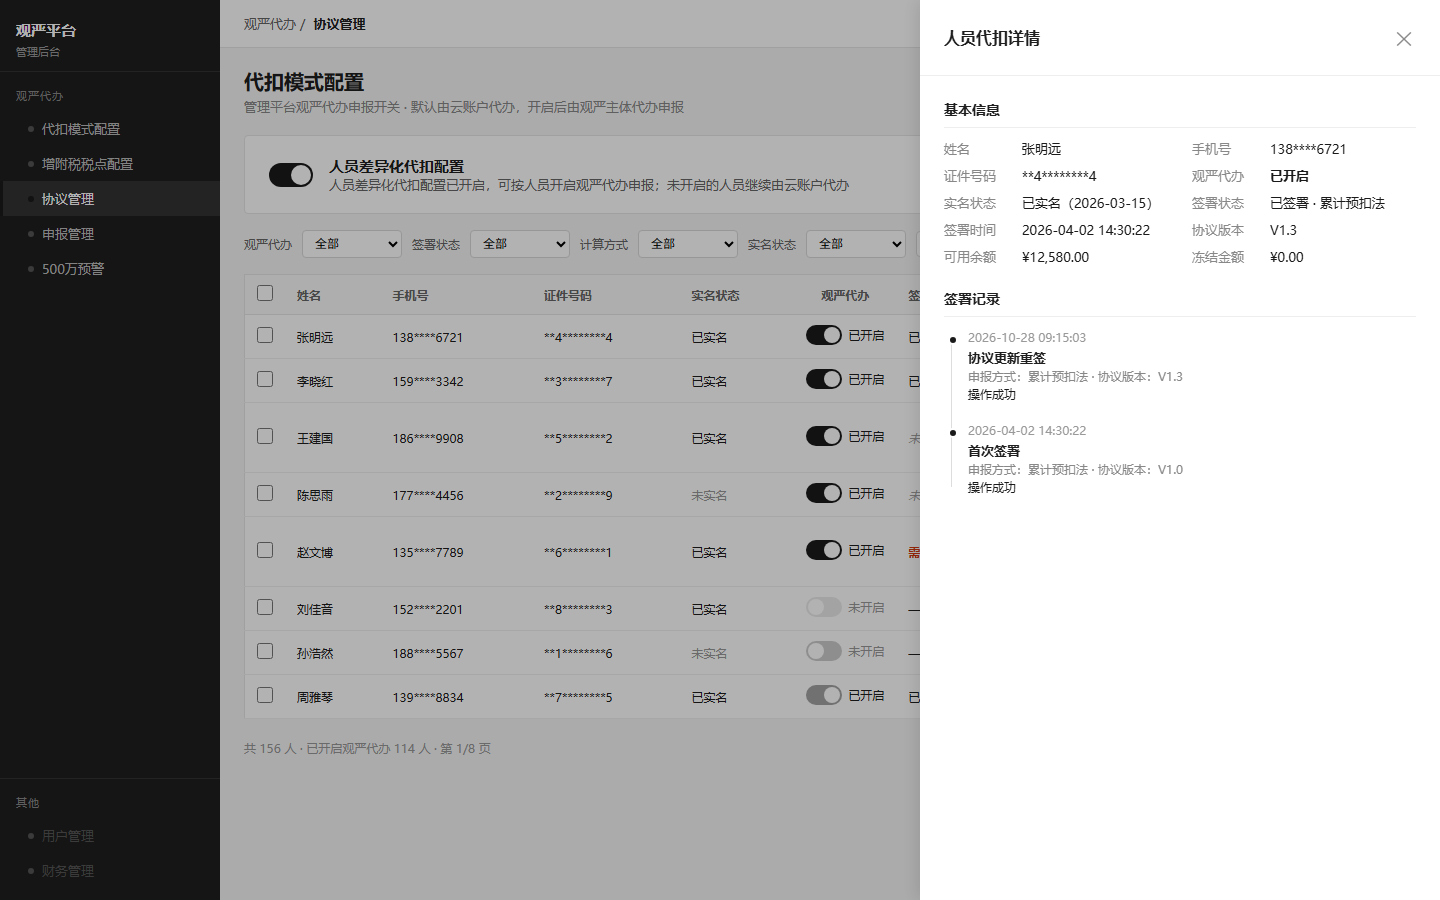 观严平台
管理后台
观严代办
代扣模式配置
增附税税点配置
协议管理
申报管理
500万预警
其他
用户管理
财务管理
观严代办 / 协议管理
代扣模式配置
管理平台观严代办申报开关 · 默认由云账户代办，开启后由观严主体代办申报
人员差异化代扣配置
人员差异化代扣配置已开启，可按人员开启观严代办申报；未开启的人员继续由云账户代办
观严代办 全部 签署状态 全部 计算方式 全部 实名状态 全部
姓名 手机号 证件号码 实名状态 观严代办 签
张明远 138****6721 **4********4 已实名 已开启 已
李晓红 159****3342 **3********7 已实名 已开启 已
王建国 186****9908 **5********2 已实名 已开启 未
陈思雨 177****4456 **2********9 未实名 已开启 未
赵文博 135****7789 **6********1 已实名 已开启 需
刘佳音 152****2201 **8********3 已实名 未开启 —
孙浩然 188****5567 **1********6 未实名 未开启 —
周雅琴 139****8834 **7********5 已实名 已开启 已
共 156 人 · 已开启观严代办 114 人 · 第 1/8 页
人员代扣详情
基本信息
姓名 张明远 手机号 138****6721
证件号码 **4********4 观严代办 已开启
实名状态 已实名（2026-03-15） 签署状态 已签署 · 累计预扣法
签署时间 2026-04-02 14:30:22 协议版本 V1.3
可用余额 ¥12,580.00 冻结金额 ¥0.00
签署记录
2026-10-28 09:15:03
协议更新重签
申报方式：累计预扣法 · 协议版本：V1.3
操作成功
2026-04-02 14:30:22
首次签署
申报方式：累计预扣法 · 协议版本：V1.0
操作成功